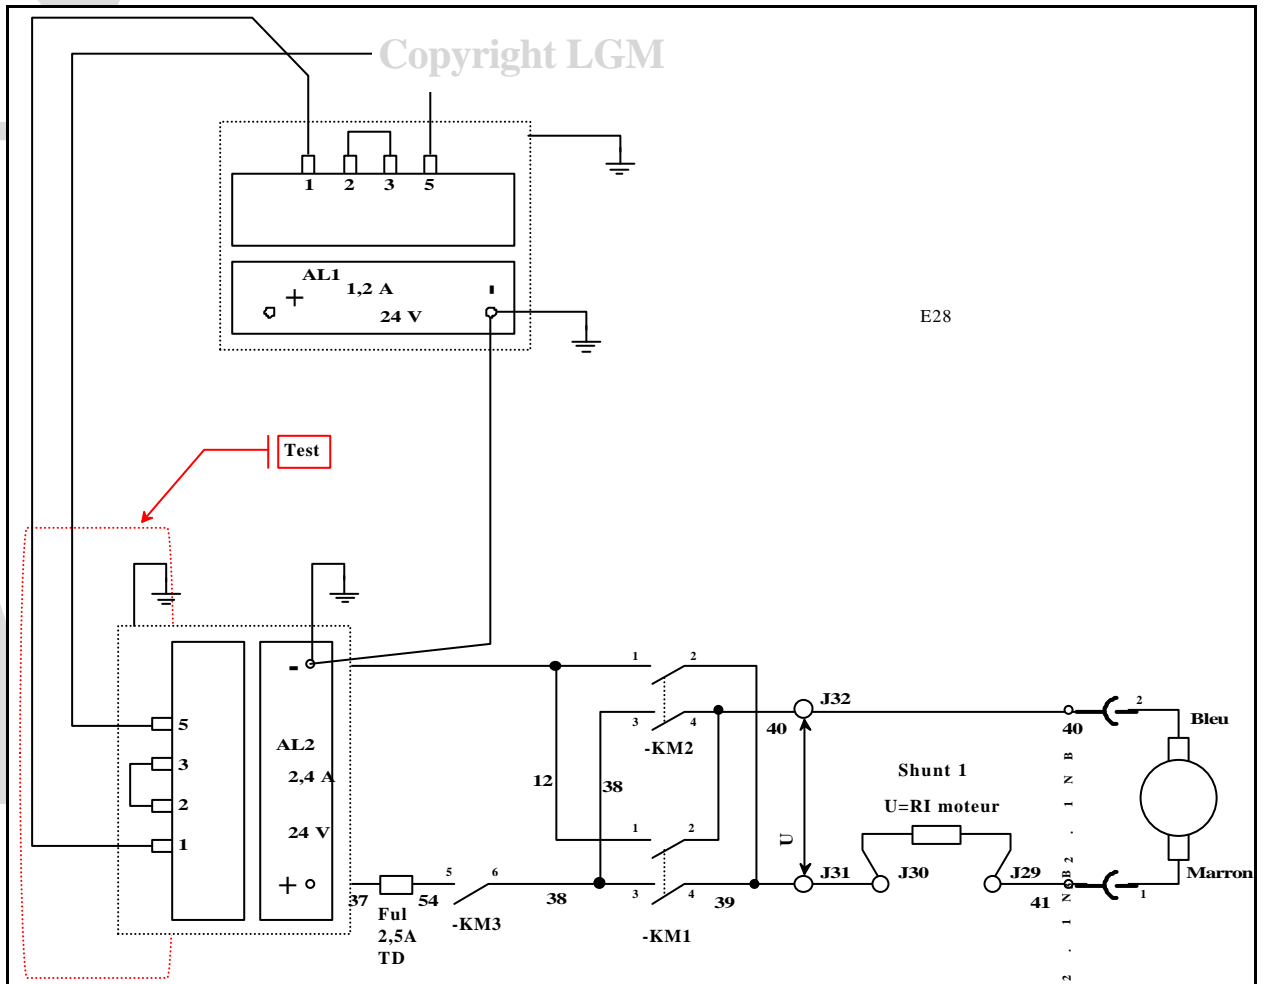 Copyright LGM
1 2 3 5
AL1
1,2 A
+ -
24 V
E28
Test
-
5
3
2
1
AL2
2,4 A
24 V
+
37
Ful
2,5A
TD
54
5 6
-KM3
38
12
38
1 2
3 4
-KM2
1 2
3 4
-KM1
39
40
J32
U
J31
Shunt 1
U=RI moteur
J30
J29
41
40
2
1
Bleu
Marron